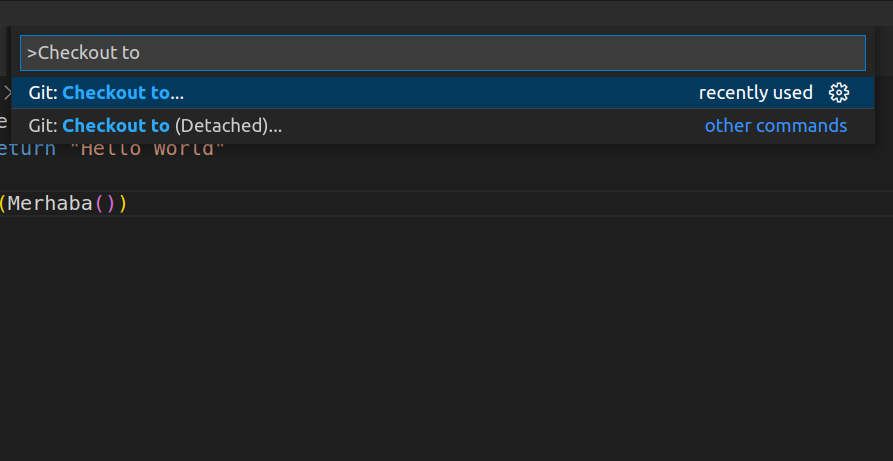 >Checkout to
Git: Checkout to... recently used
Git: Checkout to (Detached)... other commands
eturn "Hello World"
(Merhaba())